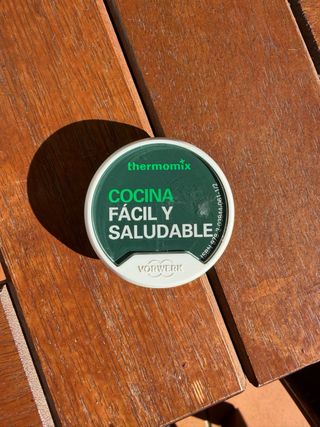 thermomix
COCINA
FÁCIL Y
SALUDABLE
VORWERK